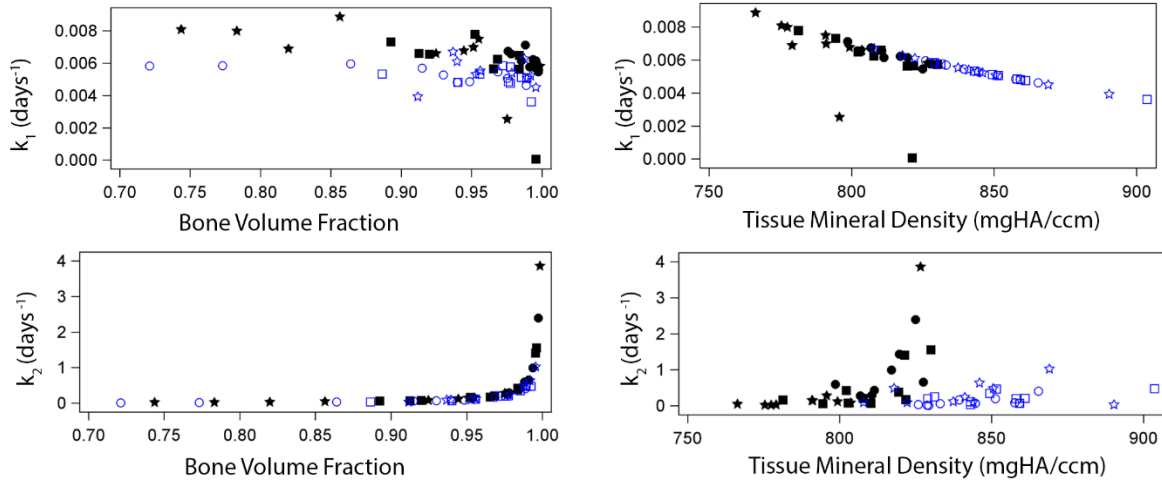 k₁ (days⁻¹)
0.008
0.006
0.004
0.002
0.000
0.70 0.75 0.80 0.85 0.90 0.95 1.00
Bone Volume Fraction
k₁ (days⁻¹)
0.008
0.006
0.004
0.002
0.000
750 800 850 900
Tissue Mineral Density (mgHA/ccm)
k₂ (days⁻¹)
4
3
2
1
0
0.70 0.75 0.80 0.85 0.90 0.95 1.00
Bone Volume Fraction
k₂ (days⁻¹)
4
3
2
1
0
750 800 850 900
Tissue Mineral Density (mgHA/ccm)